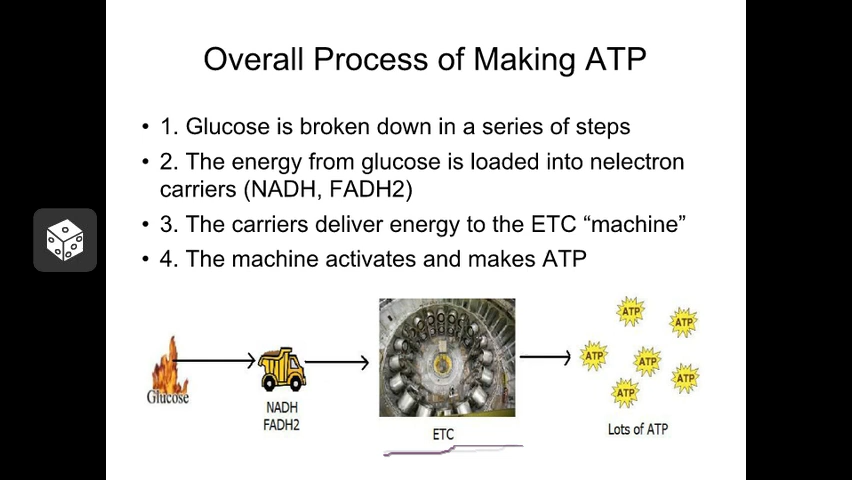 Overall Process of Making ATP
• 1. Glucose is broken down in a series of steps
• 2. The energy from glucose is loaded into nelectron
carriers (NADH, FADH2)
• 3. The carriers deliver energy to the ETC “machine”
• 4. The machine activates and makes ATP
Glucose
NADH
FADH2
ETC
ATP
ATP
ATP
ATP
ATP
ATP
Lots of ATP